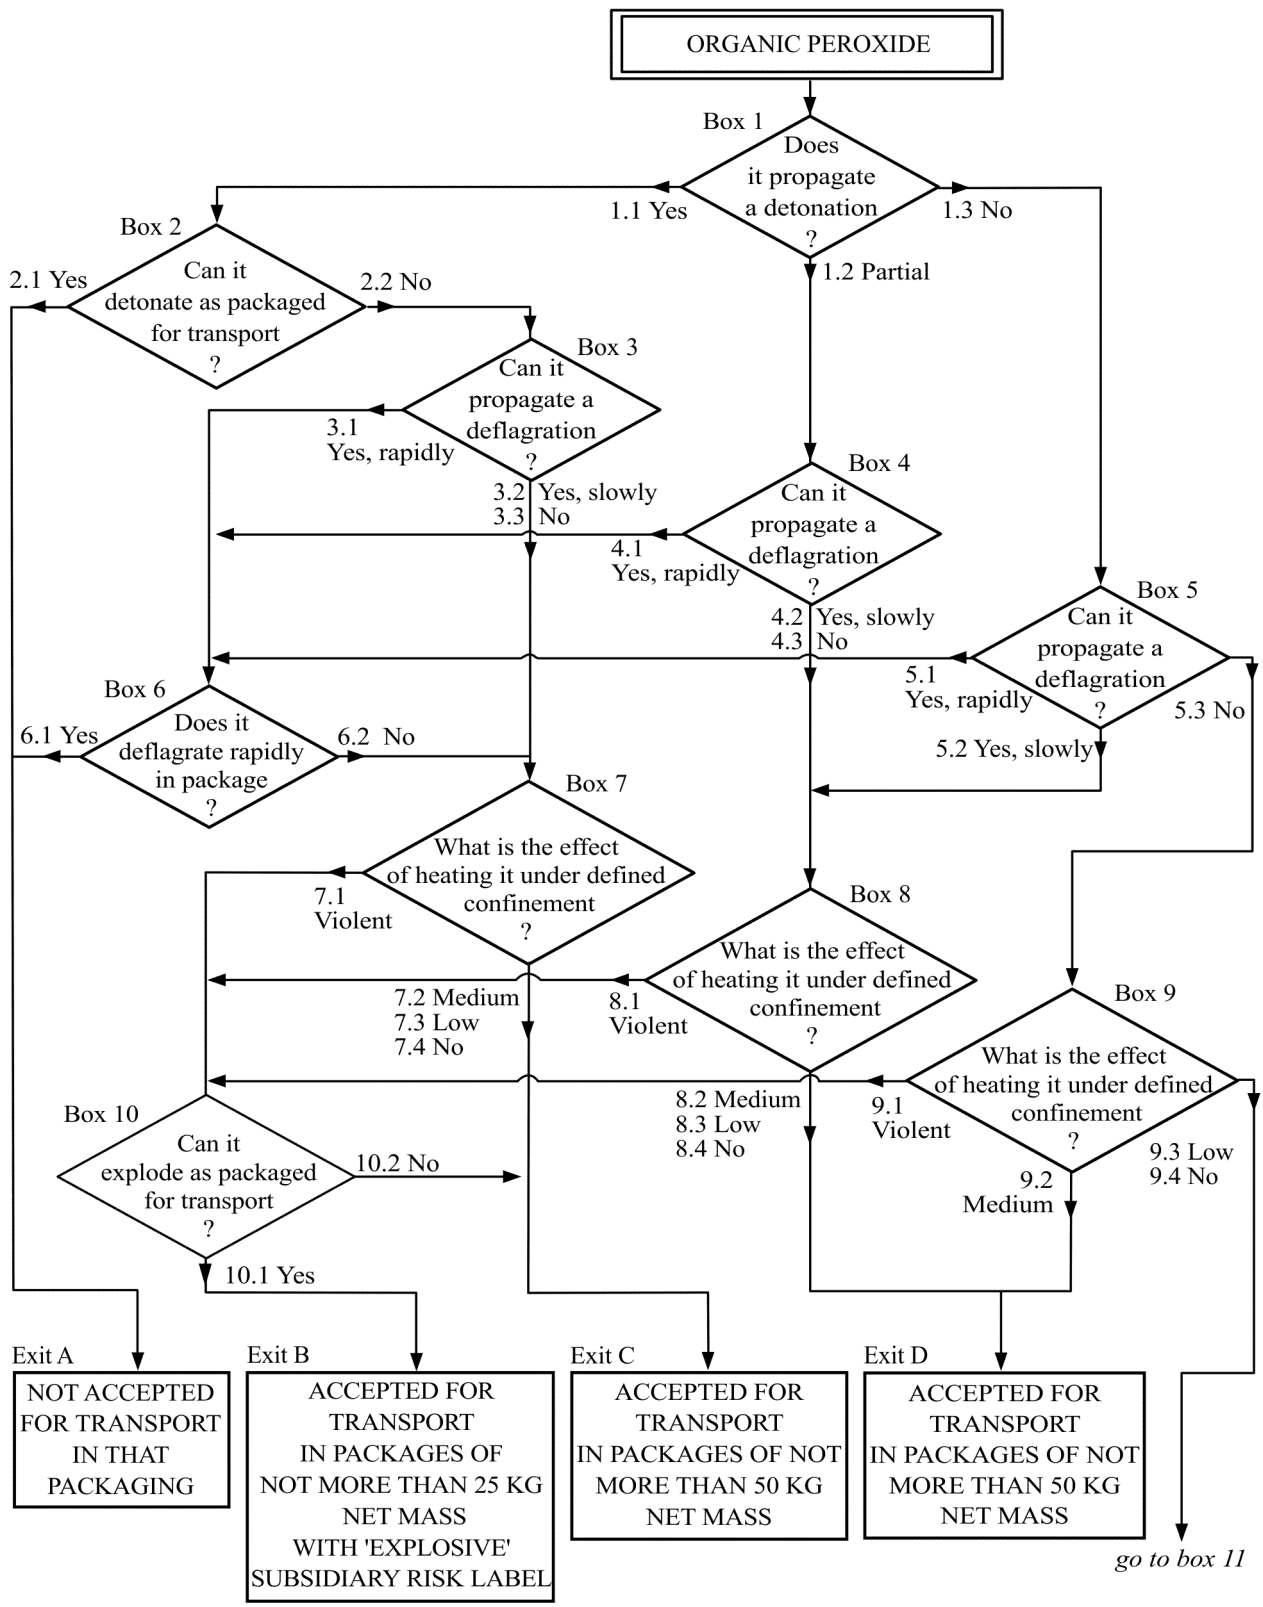 ORGANIC PEROXIDE
Box 1
Does
it propagate
a detonation
?
1.1 Yes
1.3 No
1.2 Partial
Box 2
Can it
detonate as packaged
for transport
?
2.1 Yes
2.2 No
Box 3
Can it
propagate a
deflagration
?
3.1
Yes, rapidly
3.2 Yes, slowly
3.3 No
Box 4
Can it
propagate a
deflagration
?
4.1
Yes, rapidly
4.2 Yes, slowly
4.3 No
Box 5
Can it
propagate a
deflagration
?
5.1
Yes, rapidly
5.3 No
5.2 Yes, slowly
Box 6
Does it
deflagrate rapidly
in package
?
6.1 Yes
6.2 No
Box 7
What is the effect
of heating it under defined
confinement
?
7.1
Violent
7.2 Medium
7.3 Low
7.4 No
Box 8
What is the effect
of heating it under defined
confinement
?
8.1
Violent
8.2 Medium
8.3 Low
8.4 No
Box 9
What is the effect
of heating it under defined
confinement
?
9.1
Violent
9.2
Medium
9.3 Low
9.4 No
Box 10
Can it
explode as packaged
for transport
?
10.2 No
10.1 Yes
Exit A
NOT ACCEPTED
FOR TRANSPORT
IN THAT
PACKAGING
Exit B
ACCEPTED FOR
TRANSPORT
IN PACKAGES OF
NOT MORE THAN 25 KG
NET MASS
WITH 'EXPLOSIVE'
SUBSIDIARY RISK LABEL
Exit C
ACCEPTED FOR
TRANSPORT
IN PACKAGES OF NOT
MORE THAN 50 KG
NET MASS
Exit D
ACCEPTED FOR
TRANSPORT
IN PACKAGES OF NOT
MORE THAN 50 KG
NET MASS
go to box 11